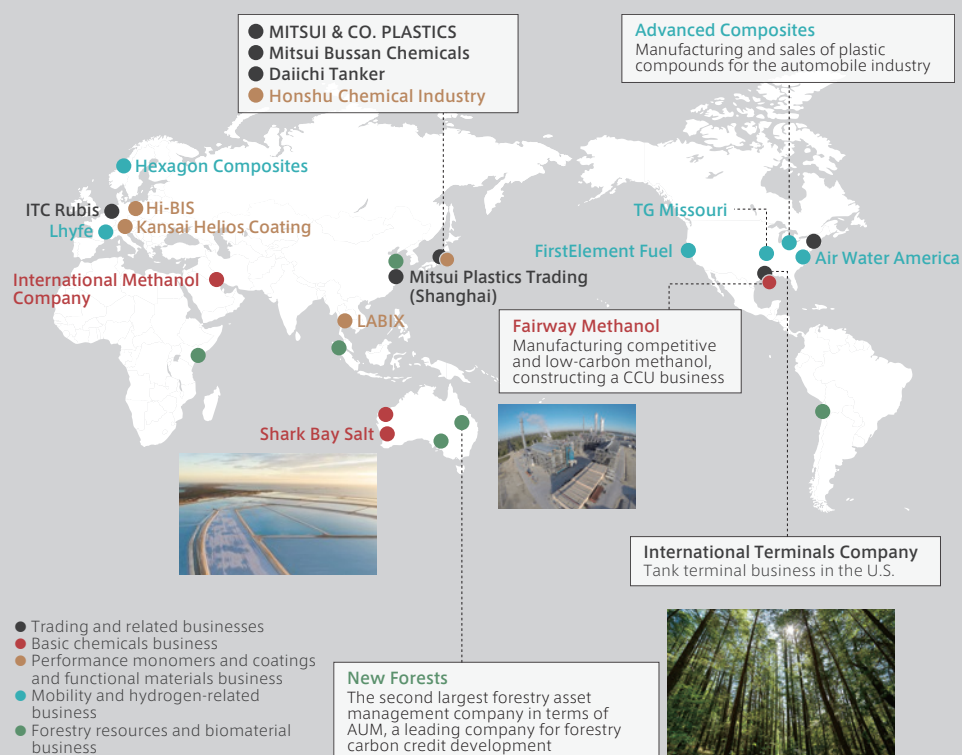 MITSUI & CO. PLASTICS
Mitsui Bussan Chemicals
Daiichi Tanker
Honshu Chemical Industry
Advanced Composites
Manufacturing and sales of plastic
compounds for the automobile industry
Hexagon Composites
ITC Rubis
Hi-BIS
Lhyfe
Kansai Helios Coating
TG Missouri
FirstElement Fuel
Air Water America
International Methanol
Company
Mitsui Plastics Trading
(Shanghai)
LABIX
Fairway Methanol
Manufacturing competitive
and low-carbon methanol,
constructing a CCU business
Shark Bay Salt
International Terminals Company
Tank terminal business in the U.S.
Trading and related businesses
Basic chemicals business
Performance monomers and coatings
and functional materials business
Mobility and hydrogen-related
business
Forestry resources and biomaterial
business
New Forests
The second largest forestry asset
management company in terms of
AUM, a leading company for forestry
carbon credit development